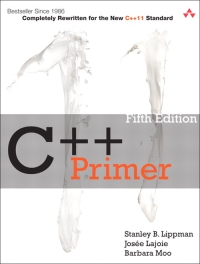 Bestseller Since 1986
Completely Rewritten for the New C++11 Standard
Fifth Edition
C++
Primer
Stanley B. Lippman
Josée Lajoie
Barbara Moo